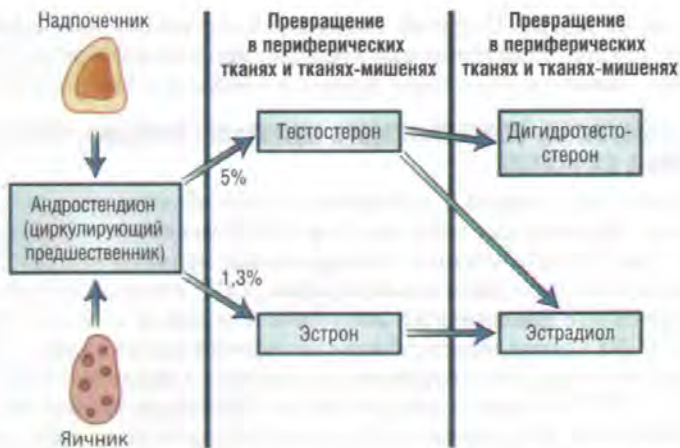 Надпочечник
Превращение
в периферических
тканях и тканях-мишенях
Превращение
в периферических
тканях и тканях-мишенях
Тестостерон
Дигидротесто-
стерон
5%
Андростендион
(циркулирующий
предшественник)
1,3%
Эстрон
Эстрадиол
Яичник